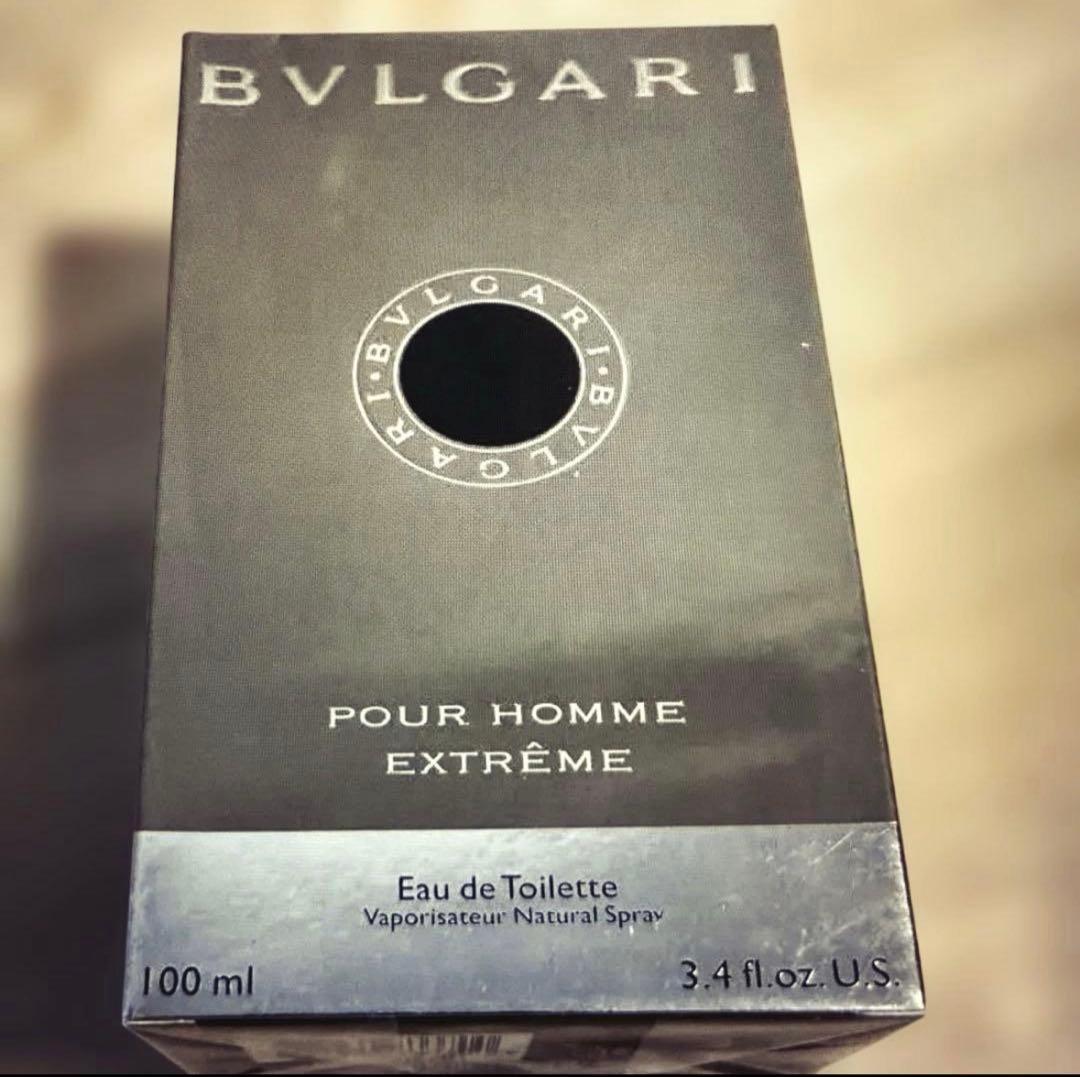 BVLGARI
BVLGARI•BVLGARI•
POUR HOMME
EXTRÊME
Eau de Toilette
Vaporisateur Natural Spray
100 ml
3.4 fl.oz. U.S.